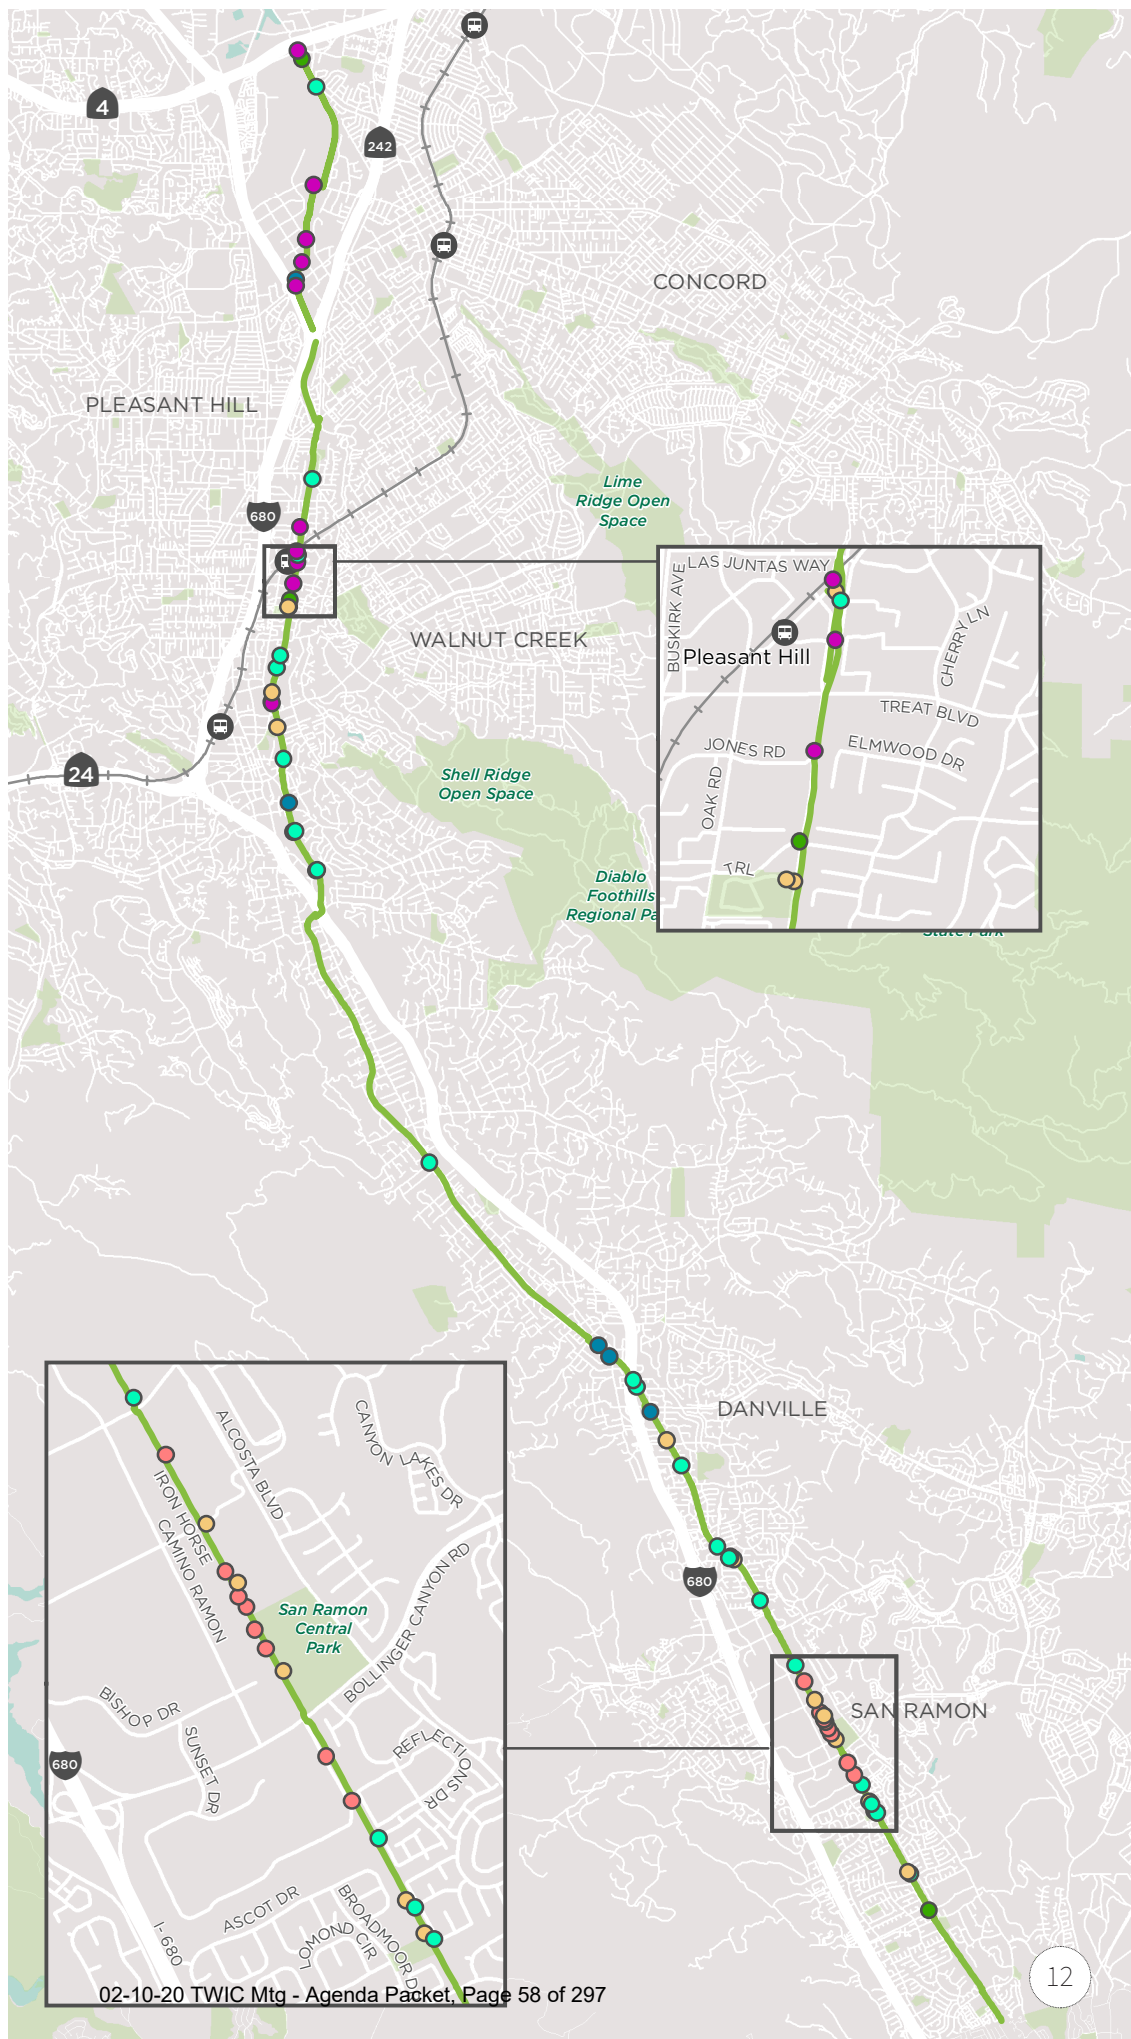 4
242
CONCORD
PLEASANT HILL
Lime
Ridge Open
Space
680
LAS JUNTAS WAY
BUSKIRK AVE
CHERRY LN
Pleasant Hill
TREAT BLVD
JONES RD
ELMWOOD DR
OAK RD
TRL
WALNUT CREEK
24
Shell Ridge
Open Space
Diablo
Foothills
Regional Pa
State Park
DANVILLE
680
SAN RAMON
CANYON LAKES DR
ALCOSTA BLVD
IRON HORSE
CAMINO RAMON
San Ramon
Central
Park
BOLLINGER CANYON RD
BISHOP DR
SUNSET DR
REFLECTIONS DR
680
ASCOT DR
BROADMOOR D
LOMOND CIR
I- 680
12
02-10-20 TWIC Mtg - Agenda Packet, Page 58 of 297